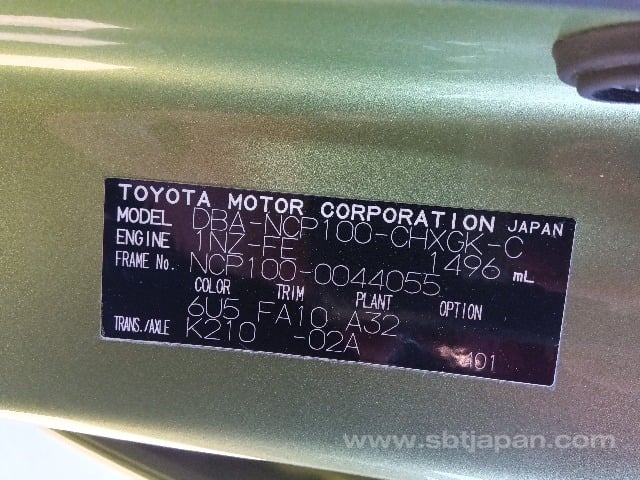 TOYOTA MOTOR CORPORATION JAPAN
MODEL DBA-NCP100-CHXGK-C
ENGINE 1NZ-FE 1496 mL
FRAME No. NCP100-0044055
COLOR TRIM PLANT OPTION
6U5 FA10 A32
TRANS./AXLE K210 -02A
401
www.sbtjapan.com